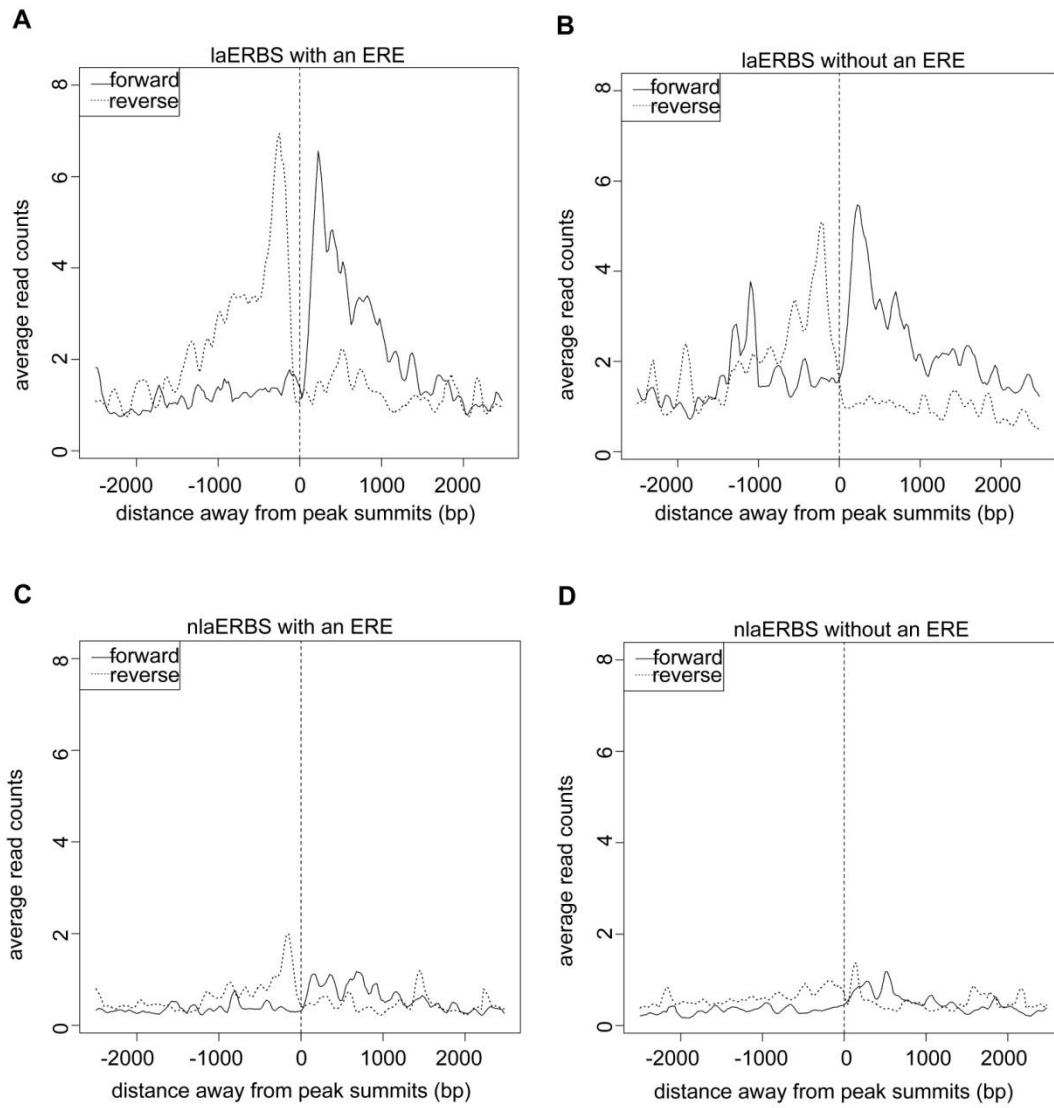 A
laERBS with an ERE
forward
reverse
8
6
4
2
0
average read counts
-2000 -1000 0 1000 2000
distance away from peak summits (bp)
B
laERBS without an ERE
forward
reverse
8
6
4
2
0
average read counts
-2000 -1000 0 1000 2000
distance away from peak summits (bp)
C
nlaERBS with an ERE
forward
reverse
8
6
4
2
0
average read counts
-2000 -1000 0 1000 2000
distance away from peak summits (bp)
D
nlaERBS without an ERE
forward
reverse
8
6
4
2
0
average read counts
-2000 -1000 0 1000 2000
distance away from peak summits (bp)